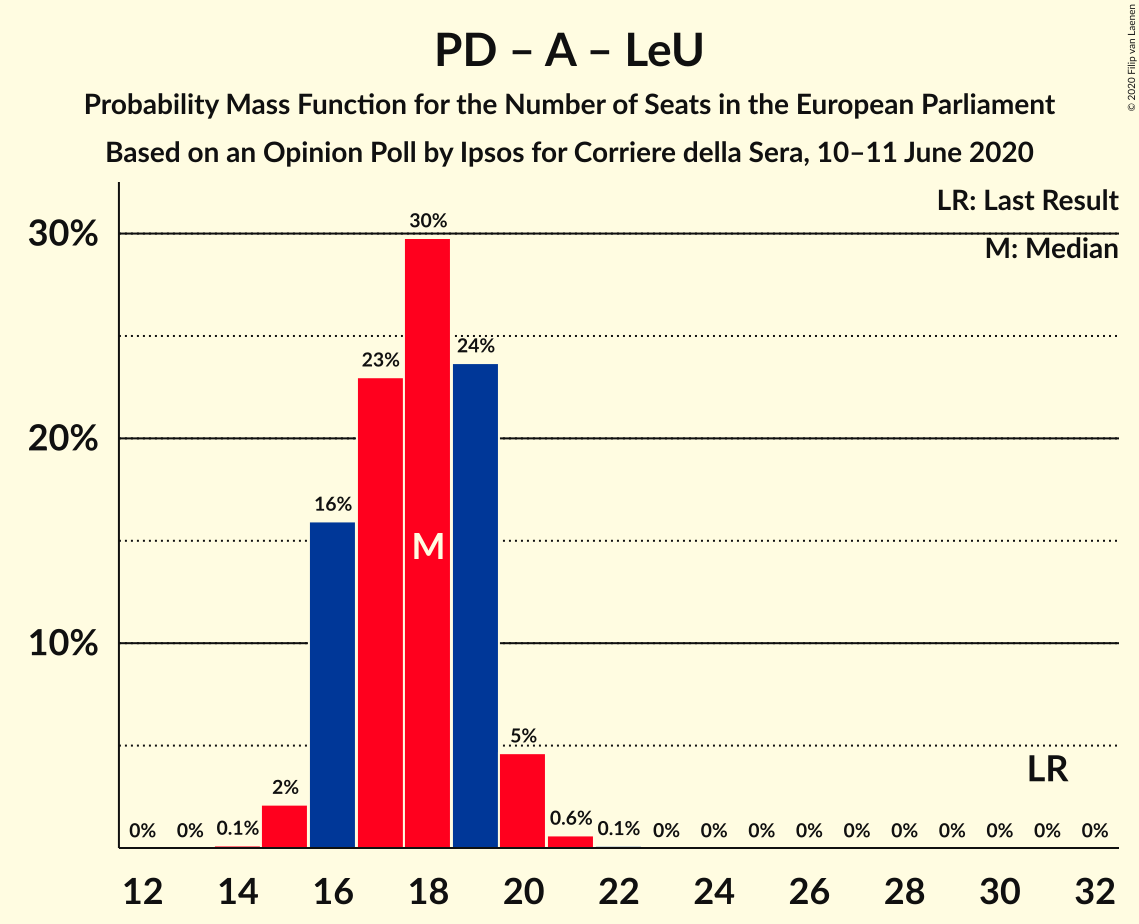 PD – A – LeU
Probability Mass Function for the Number of Seats in the European Parliament
Based on an Opinion Poll by Ipsos for Corriere della Sera, 10–11 June 2020
© 2020 Filip van Laenen
LR: Last Result
M: Median
30%
20%
10%
0%
0%
0.1%
2%
16%
23%
30%
24%
5%
0.6%
0.1%
0%
0%
0%
0%
0%
0%
0%
0%
0%
0%
M
LR
12 14 16 18 20 22 24 26 28 30 32